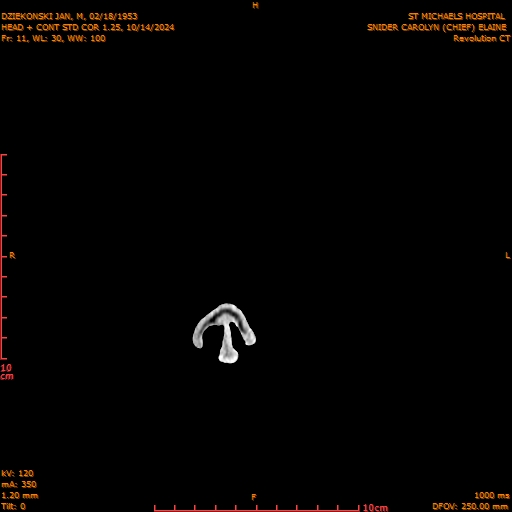 H
DZIEKONSKI JAN, M, 02/18/1953
HEAD + CONT STD COR 1.25, 10/14/2024
Fr: 11, WL: 30, WW: 100
ST MICHAELS HOSPITAL
SNIDER CAROLYN (CHIEF) ELAINE
Revolution CT
R
L
10
cm
kV: 120
mA: 350
1.20 mm
Tilt: 0
F
10cm
1000 ms
DFOV: 250.00 mm